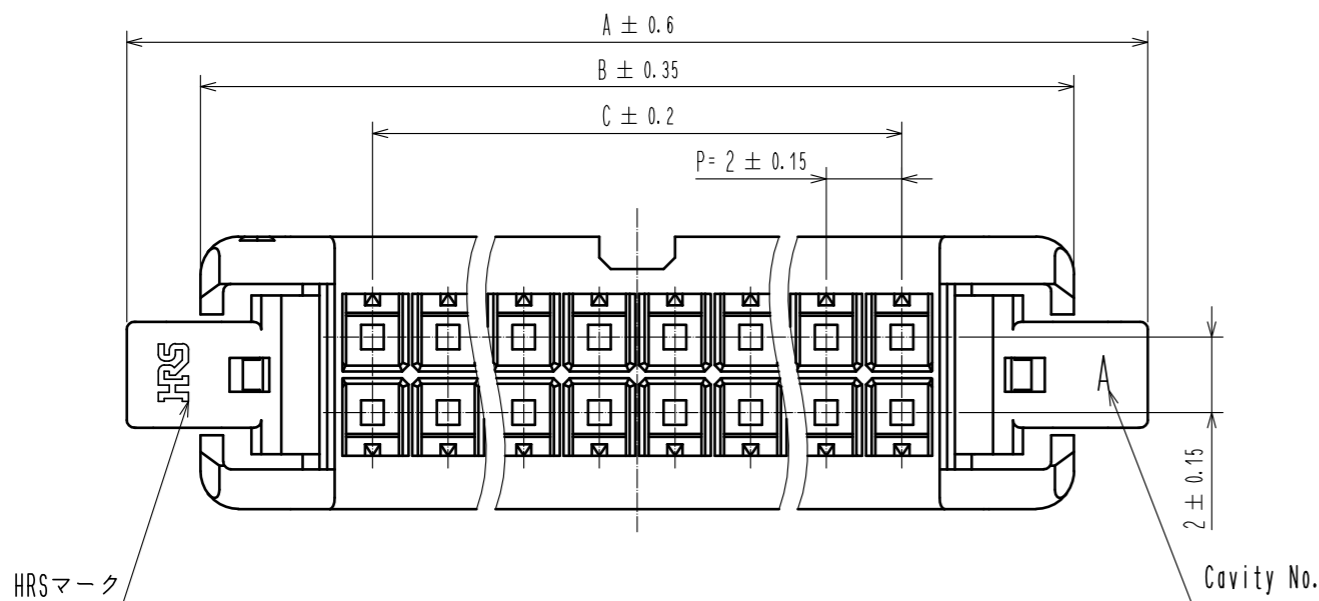 A ± 0.6
B ± 0.35
C ± 0.2
P= 2 ± 0.15
HRS
A
2 ± 0.15
HRSマーク
Cavity No.